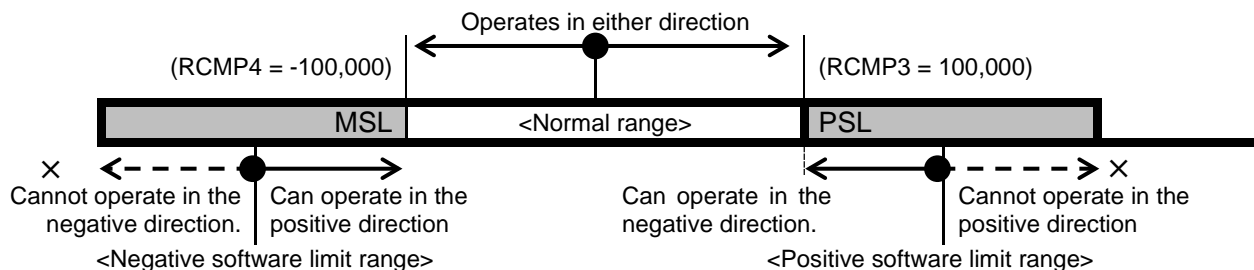 Operates in either direction
(RCMP4 = -100,000)
(RCMP3 = 100,000)
MSL
<Normal range>
PSL
×
×
Cannot operate in the
negative direction.
Can operate in the
positive direction
Can operate in the
negative direction.
Cannot operate in the
positive direction
<Negative software limit range>
<Positive software limit range>